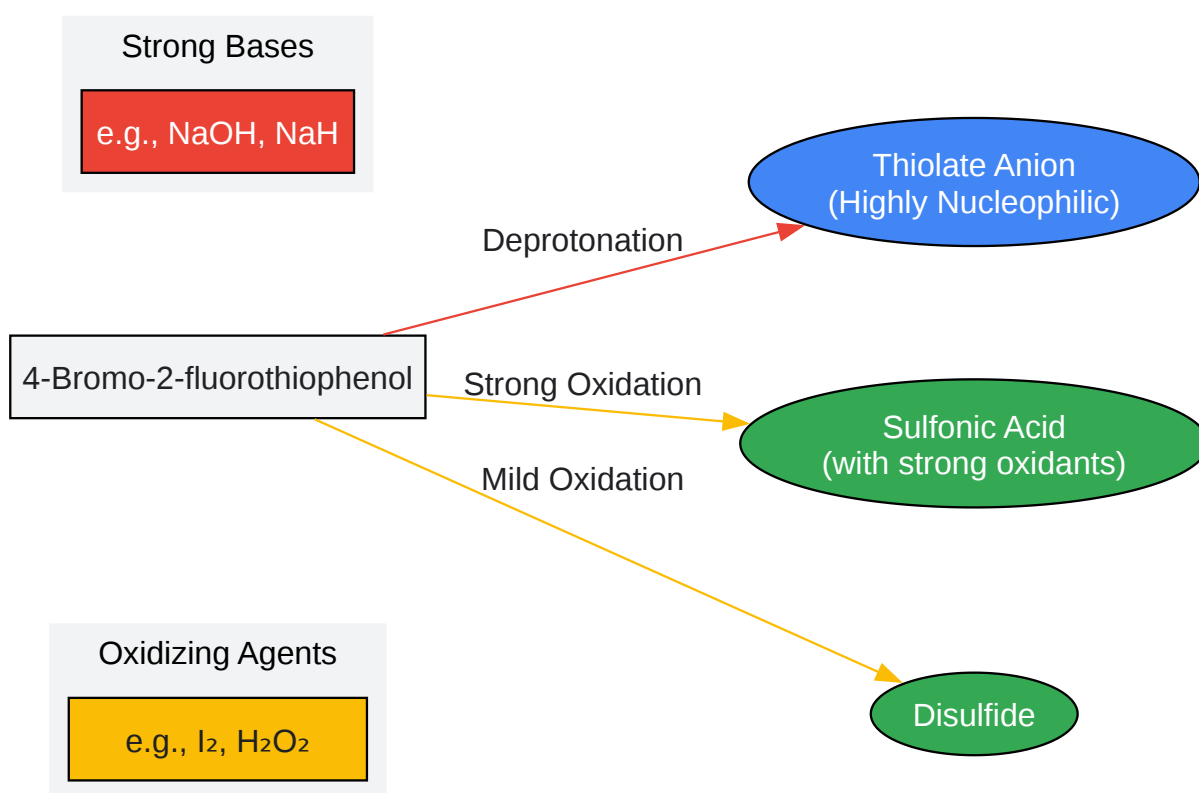 Strong Bases
e.g., NaOH, NaH
Thiolate Anion
(Highly Nucleophilic)
Deprotonation
4-Bromo-2-fluorothiophenol
Strong Oxidation
Sulfonic Acid
(with strong oxidants)
Mild Oxidation
Oxidizing Agents
e.g., I₂, H₂O₂
Disulfide